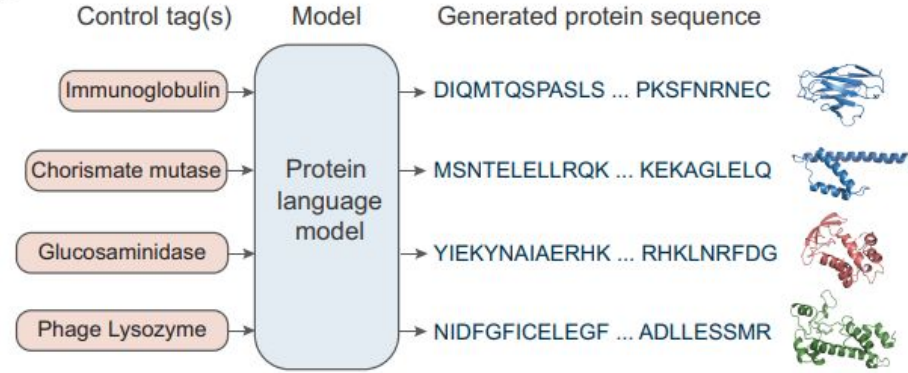 Control tag(s) Model Generated protein sequence
Immunoglobulin DIQMTQSPASLS ... PKSFNRNEC
Chorismate mutase MSNTELELLRQK ... KEKAGLELQ
Protein
language
model
Glucosaminidase YIEKYNAIAERHK ... RHKLNRFDG
Phage Lysozyme NIDFGFICELEGF ... ADLLESSMR